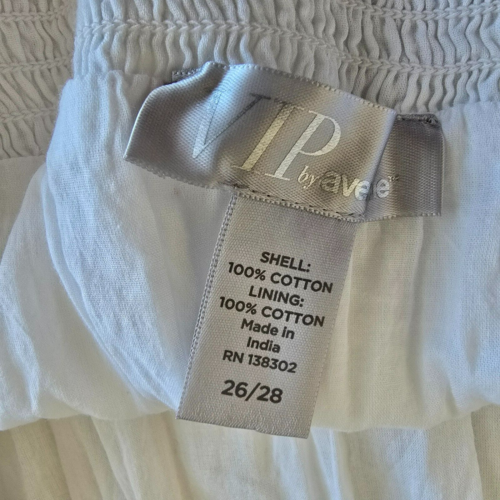 VIP
by avenue
SHELL:
100% COTTON
LINING:
100% COTTON
Made In
India
RN 138302
26/28